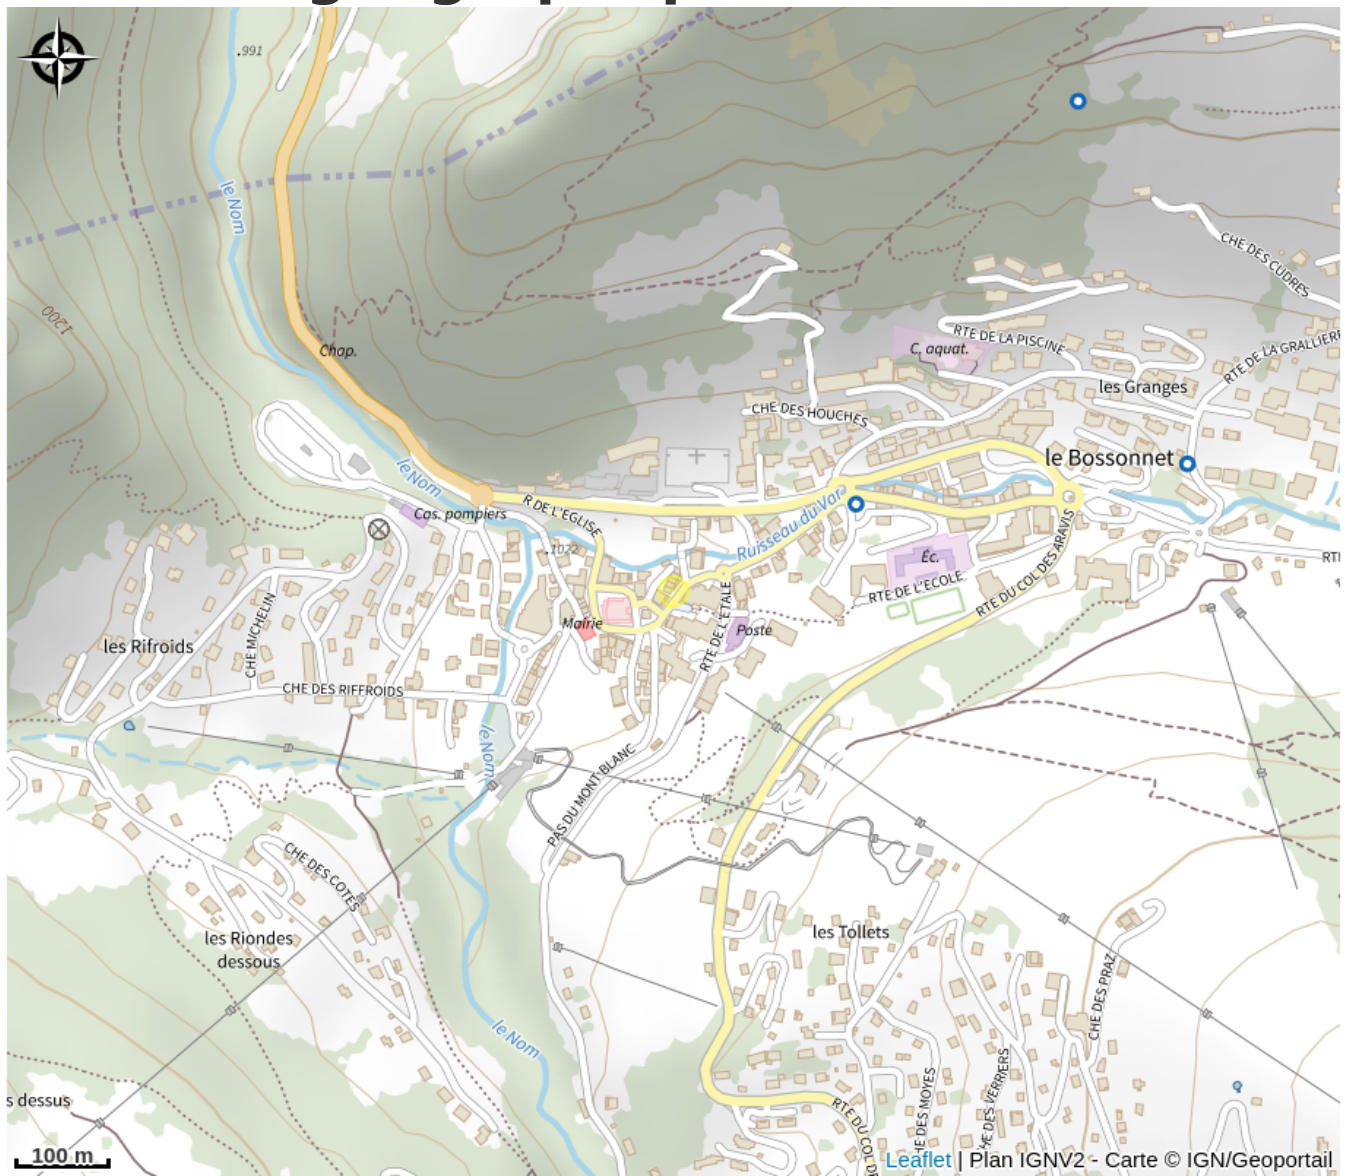 991
le Nom
CHE DES CUDRES
1200
Chap.
RTE DE LA PISCINE
C. aquat.
RTE DE LA GRALLIERE
les Granges
CHE DES HOUCHES
le Bossonnet
le Nom
R DE L'EGLISE
Cas. pompiers
Ruisseau du Var
1022
Éc.
RTE DE L'ECOLE
RTE DU COL DES ARAVIS
RTE DE L'ETALE
Mairie
Poste
CHE MICHELIN
les Rifroids
CHE DES RIFFROIDS
le Nom
PAS DU MONT BLANC
CHE DES COTES
les Riondes
dessous
les Tollets
CHE DES PRAZ
le Nom
CHE DES VERRIERS
HE DES MOYES
s dessus
RTE DU COL D
100 m
Leaflet | Plan IGNV2 - Carte © IGN/Geoportail